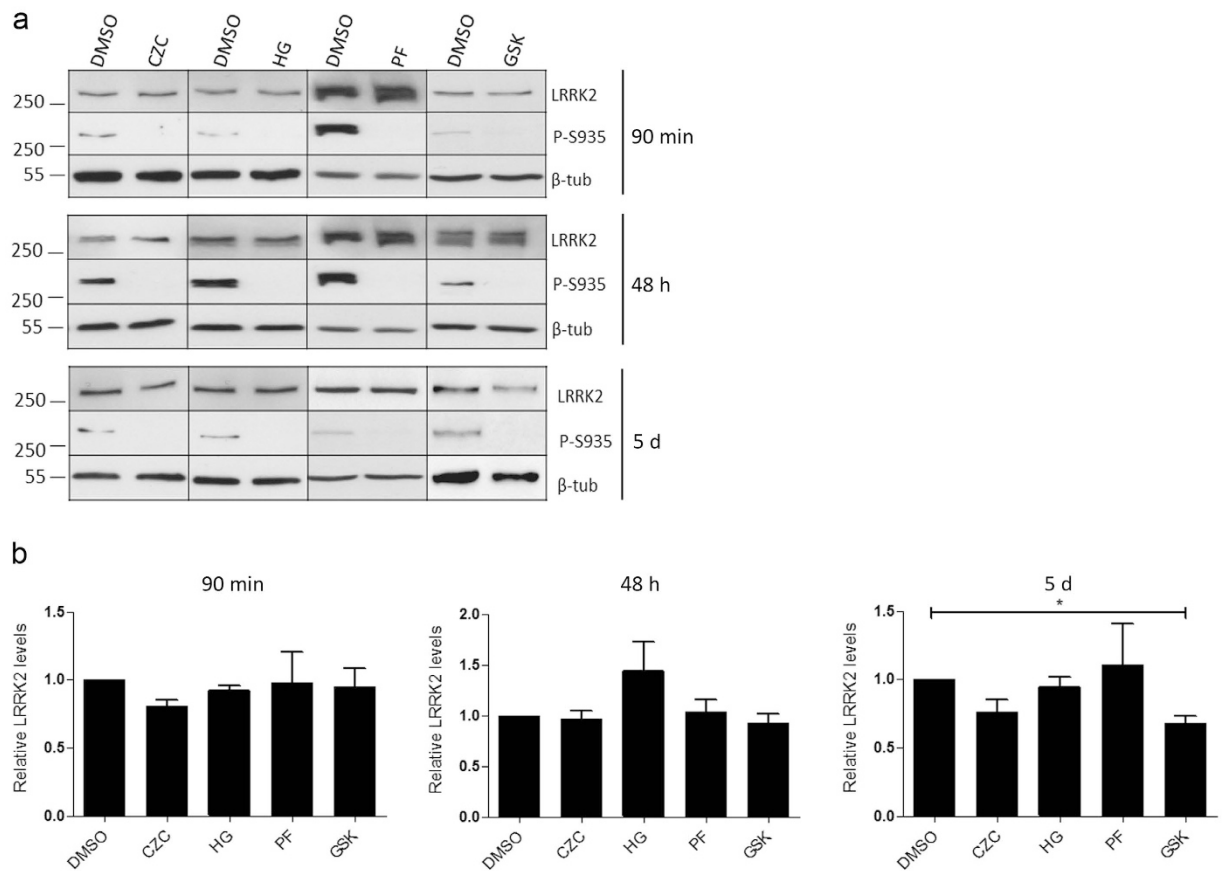 a
DMSO CZC DMSO HG DMSO PF DMSO GSK
LRRK2
250
P-S935 90 min
250
55 β-tub
LRRK2
250
P-S935 48 h
250
55 β-tub
LRRK2
250
P-S935 5 d
250
55 β-tub
b
90 min
Relative LRRK2 levels
1.5
1.0
0.5
0.0
DMSO CZC HG PF GSK
48 h
Relative LRRK2 levels
2.0
1.5
1.0
0.5
0.0
DMSO CZC HG PF GSK
5 d
*
Relative LRRK2 levels
1.5
1.0
0.5
0.0
DMSO CZC HG PF GSK